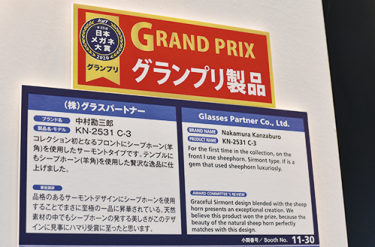 日本
メガネ
大賞
グランプリ
GRAND PRIX
グランプリ製品
(株)グラスパートナー
ブランド名 中村勘三郎
製品名・モデル KN-2531 C-3
コレクション初となるフロントにシープホーン(羊
角)を使用したサーモントタイプです。テンプルに
もシープホーン(羊角)を使用した贅沢な逸品に仕
上げました。
品格のあるサーモントデザインにシープホーンを使用
することでまさに至極の一品に昇華されている。天然
素材の中でもシープホーンの発する美しさがこのデザ
インに見事にハマり受賞に至ったと思います。
Glasses Partner Co., Ltd.
BRAND NAME Nakamura Kanzaburo
PRODUCT NAME KN-2531 C-3
For the first time in the collection, on the
front I use sheephorn. Sirmont type. If is a
gem that used sheephorn luxuriously.
AWARD COMMITTEE'S REVIEW
Graceful Sirmont design blended with the sheep
horn presents an exceptional creation. We
believe this product won the prize, because the
beauty of the natural sheep horn perfectly
matches with this design.
小間番号/ Booth No. 11-30